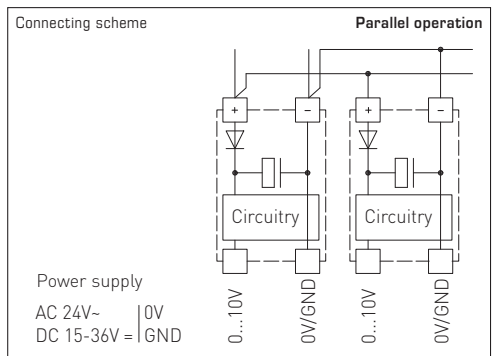 Connecting scheme
Parallel operation
+ − + −
Circuitry Circuitry
Power supply
AC 24V~ 0V
DC 15-36V = GND
0...10V
0V/GND
0...10V
0V/GND